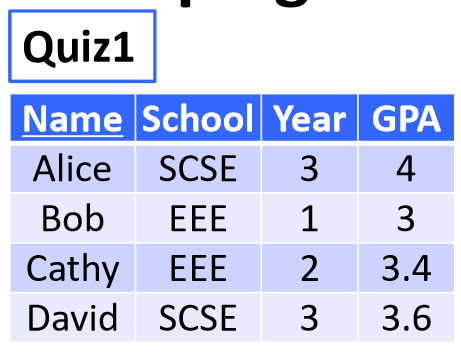 Quiz1
Name School Year GPA
Alice SCSE 3 4
Bob EEE 1 3
Cathy EEE 2 3.4
David SCSE 3 3.6